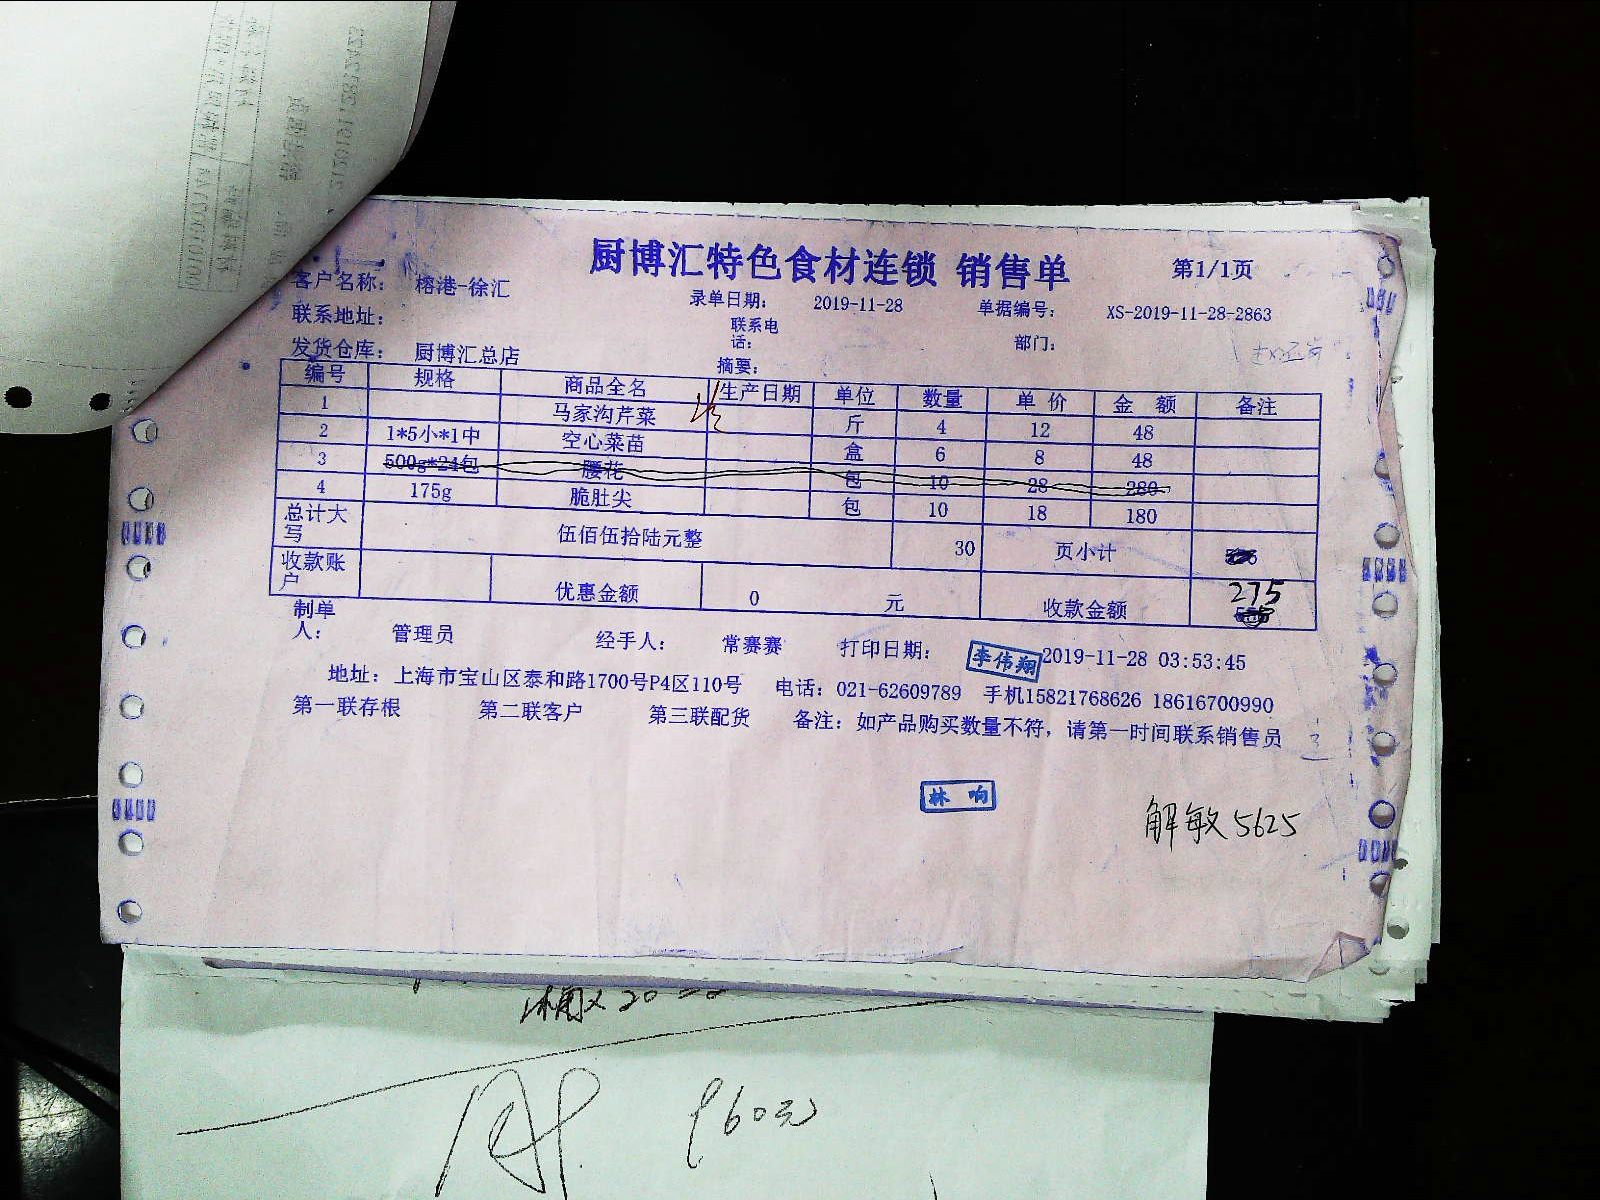 厨博汇特色食材连锁 销售单 第1/1页
客户名称: 榕港-徐汇 录单日期: 2019-11-28 单据编号: XS-2019-11-28-2863
联系地址: 联系电话: 部门:
发货仓库: 厨博汇总店 摘要:
编号 规格 商品全名 生产日期 单位 数量 单 价 金 额 备注
1 马家沟芹菜 斤 4 12 48
2 1*5小*1中 空心菜苗 盒 6 8 48
3 500g*24包 腰花 包 10 28 280
4 175g 脆肚尖 包 10 18 180
总计大写 伍佰伍拾陆元整 30 页小计
收款账户 优惠金额 0 元 收款金额 275
制单人: 管理员 经手人: 常赛赛 打印日期: 李伟翔 2019-11-28 03:53:45
地址: 上海市宝山区泰和路1700号P4区110号 电话: 021-62609789 手机15821768626 18616700990
第一联存根 第二联客户 第三联配货 备注: 如产品购买数量不符, 请第一时间联系销售员
林 响
解敏 5625